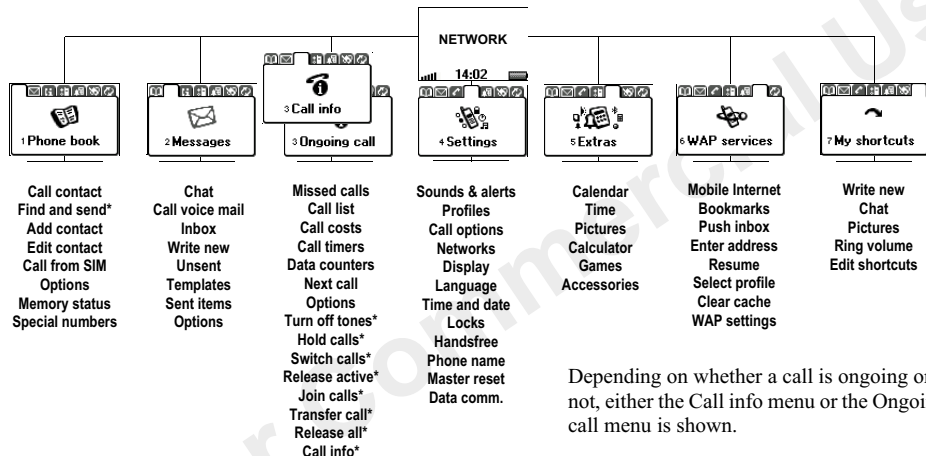 NETWORK
14:02
3 Call info
1 Phone book
2 Messages
3 Ongoing call
4 Settings
5 Extras
6 WAP services
7 My shortcuts
Call contact
Find and send*
Add contact
Edit contact
Call from SIM
Options
Memory status
Special numbers
Chat
Call voice mail
Inbox
Write new
Unsent
Templates
Sent items
Options
Missed calls
Call list
Call costs
Call timers
Data counters
Next call
Options
Turn off tones*
Hold calls*
Switch calls*
Release active*
Join calls*
Transfer call*
Release all*
Call info*
Sounds & alerts
Profiles
Call options
Networks
Display
Language
Time and date
Locks
Handsfree
Phone name
Master reset
Data comm.
Calendar
Time
Pictures
Calculator
Games
Accessories
Mobile Internet
Bookmarks
Push inbox
Enter address
Resume
Select profile
Clear cache
WAP settings
Write new
Chat
Pictures
Ring volume
Edit shortcuts
Depending on whether a call is ongoing or
not, either the Call info menu or the Ongoi
call menu is shown.
r Commercial Us